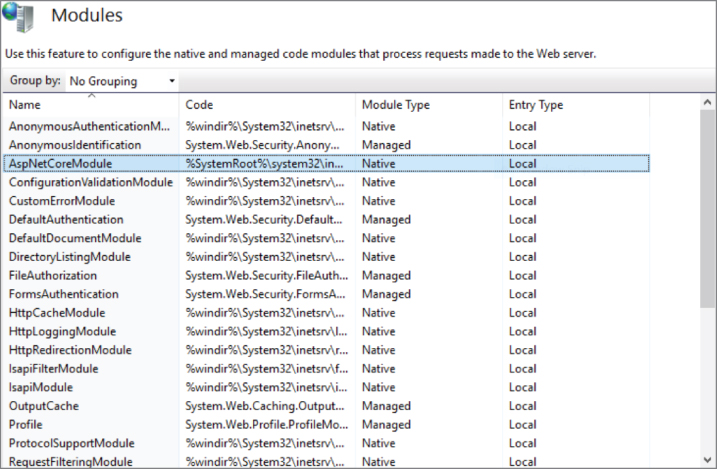 Modules
Use this feature to configure the native and managed code modules that process requests made to the Web server.
Group by: No Grouping
Name Code Module Type Entry Type
AnonymousAuthenticationM... %windir%\System32\inetsrv\... Native Local
AnonymousIdentification System.Web.Security.Anony... Managed Local
AspNetCoreModule %SystemRoot%\system32\in... Native Local
ConfigurationValidationModule %windir%\System32\inetsrv\... Native Local
CustomErrorModule %windir%\System32\inetsrv\... Native Local
DefaultAuthentication System.Web.Security.Default... Managed Local
DefaultDocumentModule %windir%\System32\inetsrv\... Native Local
DirectoryListingModule %windir%\System32\inetsrv\... Native Local
FileAuthorization System.Web.Security.FileAuth... Managed Local
FormsAuthentication System.Web.Security.FormsA... Managed Local
HttpCacheModule %windir%\System32\inetsrv\... Native Local
HttpLoggingModule %windir%\System32\inetsrv\l... Native Local
HttpRedirectionModule %windir%\System32\inetsrv\r... Native Local
IsapiFilterModule %windir%\System32\inetsrv\f... Native Local
IsapiModule %windir%\System32\inetsrv\i... Native Local
OutputCache System.Web.Caching.Output... Managed Local
Profile System.Web.Profile.ProfileMo... Managed Local
ProtocolSupportModule %windir%\System32\inetsrv\... Native Local
RequestFilteringModule %windir%\System32\inetsrv\... Native Local